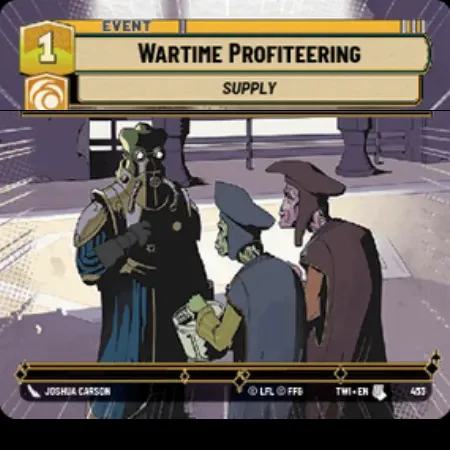 EVENT
1
WARTIME PROFITEERING
SUPPLY
JOSHUA CARSON
© LFL © FFG
TWI • EN
453